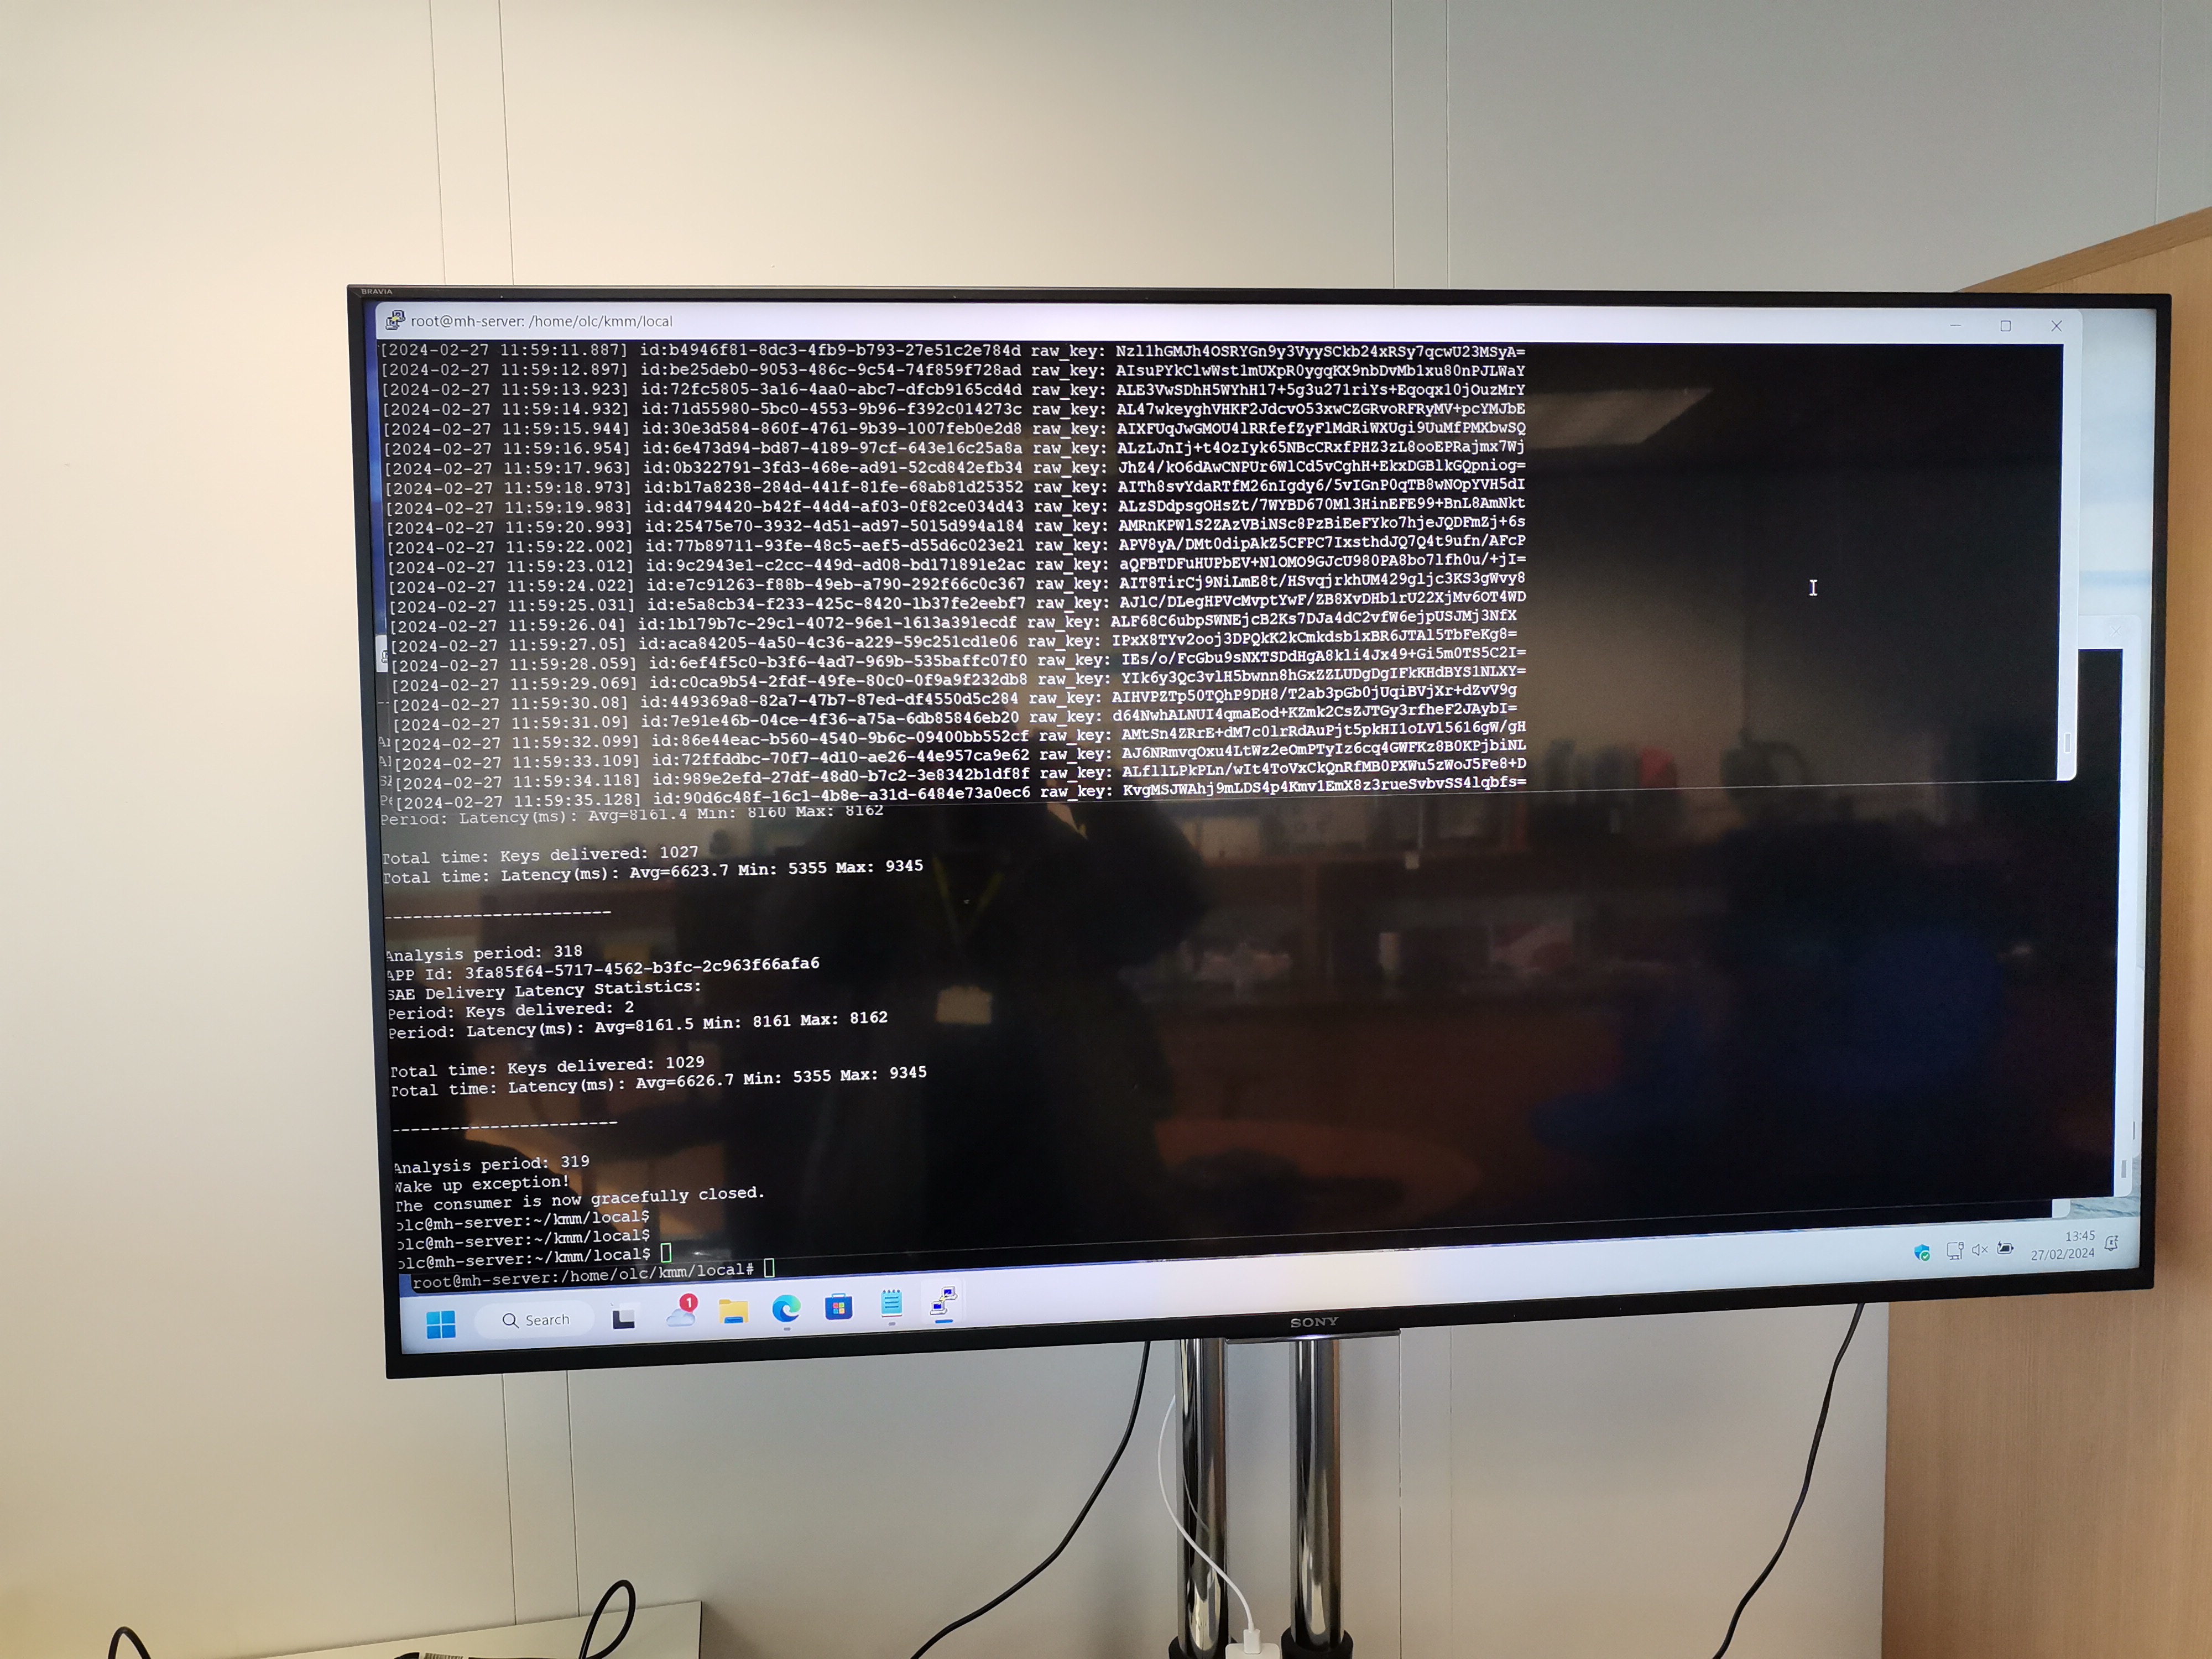 BRAVIA
root@mh-server: /home/olc/kmm/local
[2024-02-27 11:59:11.887] id:b4946f81-8dc3-4fb9-b793-27e51c2e784d raw_key: Nzl1hGMJh4OSRYGn9y3VyySCkb24xRSy7qcwU23MSyA=
[2024-02-27 11:59:12.897] id:be25deb0-9053-486c-9c54-74f859f728ad raw_key: AIsuPYkClwWst1mUXpR0ygqKX9nbDvMb1xu80nPJLWaY
[2024-02-27 11:59:13.923] id:72fc5805-3a16-4aa0-abc7-dfcb9165cd4d raw_key: ALE3VwSDhH5WYhH17+5g3u271riYs+Eqoqx10jOuzMrY
[2024-02-27 11:59:14.932] id:71d55980-5bc0-4553-9b96-f392c014273c raw_key: AL47wkeyghVHKF2JdcvO53xwCZGRvoRFRyMV+pcYMJbE
[2024-02-27 11:59:15.944] id:30e3d584-860f-4761-9b39-1007feb0e2d8 raw_key: AIXFUqJwGMOU4lRRfefZyFlMdRiWXUgi9UuMfPMXbwSQ
[2024-02-27 11:59:16.954] id:6e473d94-bd87-4189-97cf-643e16c25a8a raw_key: ALzLJnIj+t4OzIyk65NBcCRxfPHZ3zL8ooEPRajmx7Wj
[2024-02-27 11:59:17.963] id:0b322791-3fd3-468e-ad91-52cd842efb34 raw_key: JhZ4/kO6dAwCNPUr6WlCd5vCghH+EkxDGBlkGQpniog=
[2024-02-27 11:59:18.973] id:b17a8238-284d-441f-81fe-68ab81d25352 raw_key: AITh8svYdaRTfM26nIgdy6/5vIGnP0qTB8wNOpYVH5dI
[2024-02-27 11:59:19.983] id:d4794420-b42f-44d4-af03-0f82ce034d43 raw_key: ALzSDdpsgOHsZt/7WYBD670Ml3HinEFE99+BnL8AmNkt
[2024-02-27 11:59:20.993] id:25475e70-3932-4d51-ad97-5015d994a184 raw_key: AMRnKPWlS2ZAzVBiNSc8PzBiEeFYko7hjeJQDFmZj+6s
[2024-02-27 11:59:22.002] id:77b89711-93fe-48c5-aef5-d55d6c023e21 raw_key: APV8yA/DMt0dipAkZ5CFPC7IxsthdJQ7Q4t9ufn/AFcP
[2024-02-27 11:59:23.012] id:9c2943e1-c2cc-449d-ad08-bd171891e2ac raw_key: aQFBTDFuHUPbEV+NlOMO9GJcU980PA8bo7lfh0u/+jI=
[2024-02-27 11:59:24.022] id:e7c91263-f88b-49eb-a790-292f66c0c367 raw_key: AIT8TirCj9NiLmE8t/HSvqjrkhUM429gljc3KS3gWvy8
[2024-02-27 11:59:25.031] id:e5a8cb34-f233-425c-8420-1b37fe2eebf7 raw_key: AJlC/DLegHPVcMvptYwF/ZB8XvDHb1rU22XjMv6OT4WD
[2024-02-27 11:59:26.04] id:1b179b7c-29c1-4072-96e1-1613a391ecdf raw_key: ALF68C6ubpSWNEjcB2Ks7DJa4dC2vfW6ejpUSJMj3NfX
[2024-02-27 11:59:27.05] id:aca84205-4a50-4c36-a229-59c251cd1e06 raw_key: IPxX8TYv2ooj3DPQkK2kCmkdsb1xBR6JTAl5TbFeKg8=
[2024-02-27 11:59:28.059] id:6ef4f5c0-b3f6-4ad7-969b-535baffc07f0 raw_key: IEs/o/FcGbu9sNXTSDdHgA8kli4Jx49+Gi5m0TS5C2I=
[2024-02-27 11:59:29.069] id:c0ca9b54-2fdf-49fe-80c0-0f9a9f232db8 raw_key: YIk6y3Qc3vlH5bwnn8hGxZZLUDgDgIFkKHdBYS1NLXY=
[2024-02-27 11:59:30.08] id:449369a8-82a7-47b7-87ed-df4550d5c284 raw_key: AIHVPZTp50TQhP9DH8/T2ab3pGb0jUqiBVjXr+dZvV9g
[2024-02-27 11:59:31.09] id:7e91e46b-04ce-4f36-a75a-6db85846eb20 raw_key: d64NwhALNUI4qmaEod+KZmk2CsZJTGy3rfheF2JAybI=
[2024-02-27 11:59:32.099] id:86e44eac-b560-4540-9b6c-09400bb552cf raw_key: AMtSn4ZRrE+dM7c0lrRdAuPjt5pkHI1oLVl5616gW/gH
[2024-02-27 11:59:33.109] id:72ffddbc-70f7-4d10-ae26-44e957ca9e62 raw_key: AJ6NRmvqOxu4LtWz2eOmPTyIz6cq4GWFKz8B0KPjbiNL
[2024-02-27 11:59:34.118] id:989e2efd-27df-48d0-b7c2-3e8342b1df8f raw_key: ALfllLPkPLn/wIt4ToVxCkQnRfMB0PXWu5zWoJ5Fe8+D
[2024-02-27 11:59:35.128] id:90d6c48f-16c1-4b8e-a31d-6484e73a0ec6 raw_key: KvgMSJWAhj9mLDS4p4Kmv1EmX8z3rueSvbvSS4lqbfs=
Period: Latency(ms): Avg=8161.4 Min: 8160 Max: 8162
Total time: Keys delivered: 1027
Total time: Latency(ms): Avg=6623.7 Min: 5355 Max: 9345
------------------------
Analysis period: 318
APP Id: 3fa85f64-5717-4562-b3fc-2c963f66afa6
SAE Delivery Latency Statistics:
Period: Keys delivered: 2
Period: Latency(ms): Avg=8161.5 Min: 8161 Max: 8162
Total time: Keys delivered: 1029
Total time: Latency(ms): Avg=6626.7 Min: 5355 Max: 9345
------------------------
Analysis period: 319
Wake up exception!
The consumer is now gracefully closed.
olc@mh-server:~/kmm/local$
olc@mh-server:~/kmm/local$
olc@mh-server:~/kmm/local$
root@mh-server:/home/olc/kmm/local#
13:45
27/02/2024
Search
1
SONY